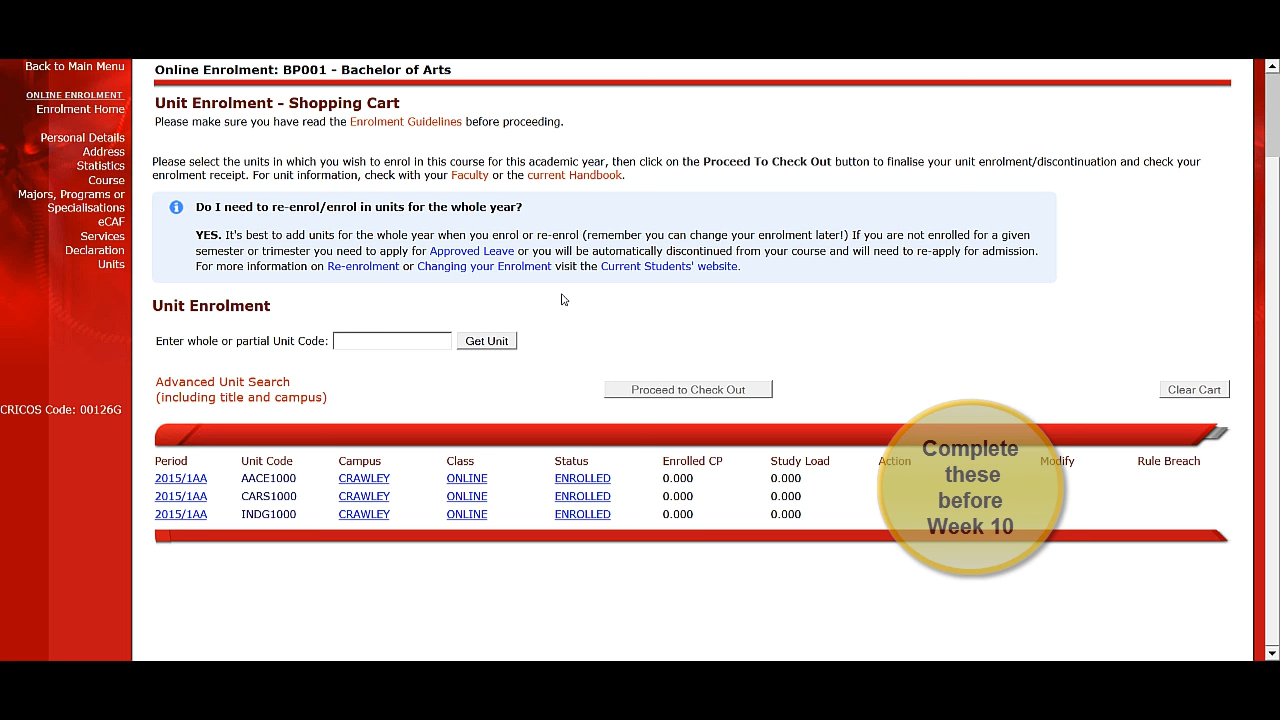 Back to Main Menu
ONLINE ENROLMENT
Enrolment Home
Personal Details
Address
Statistics
Course
Majors, Programs or
Specialisations
eCAF
Services
Declaration
Units
CRICOS Code: 00126G
Online Enrolment: BP001 - Bachelor of Arts
Unit Enrolment - Shopping Cart
Please make sure you have read the Enrolment Guidelines before proceeding.
Please select the units in which you wish to enrol in this course for this academic year, then click on the Proceed To Check Out button to finalise your unit enrolment/discontinuation and check your
enrolment receipt. For unit information, check with your Faculty or the current Handbook.
Do I need to re-enrol/enrol in units for the whole year?
YES. It's best to add units for the whole year when you enrol or re-enrol (remember you can change your enrolment later!) If you are not enrolled for a given
semester or trimester you need to apply for Approved Leave or you will be automatically discontinued from your course and will need to re-apply for admission.
For more information on Re-enrolment or Changing your Enrolment visit the Current Students' website.
Unit Enrolment
Enter whole or partial Unit Code: Get Unit
Advanced Unit Search
(including title and campus)
Proceed to Check Out
Clear Cart
Period Unit Code Campus Class Status Enrolled CP Study Load Action Modify Rule Breach
2015/1AA AACE1000 CRAWLEY ONLINE ENROLLED 0.000 0.000
2015/1AA CARS1000 CRAWLEY ONLINE ENROLLED 0.000 0.000
2015/1AA INDG1000 CRAWLEY ONLINE ENROLLED 0.000 0.000
Complete
these
before
Week 10